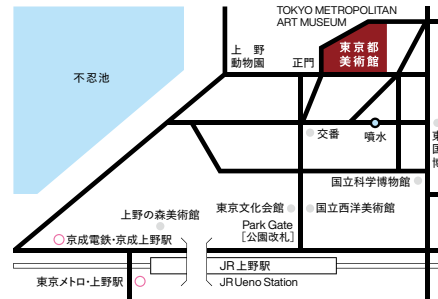 TOKYO METROPOLITAN
ART MUSEUM
東京都
美術館
上 野
動物園
正門
不忍池
交番
噴水
東
国
博
国立科学博物館
東京文化会館
国立西洋美術館
上野の森美術館
Park Gate
［公園改札］
京成電鉄・京成上野駅
JR上野駅
東京メトロ・上野駅
JR Ueno Station